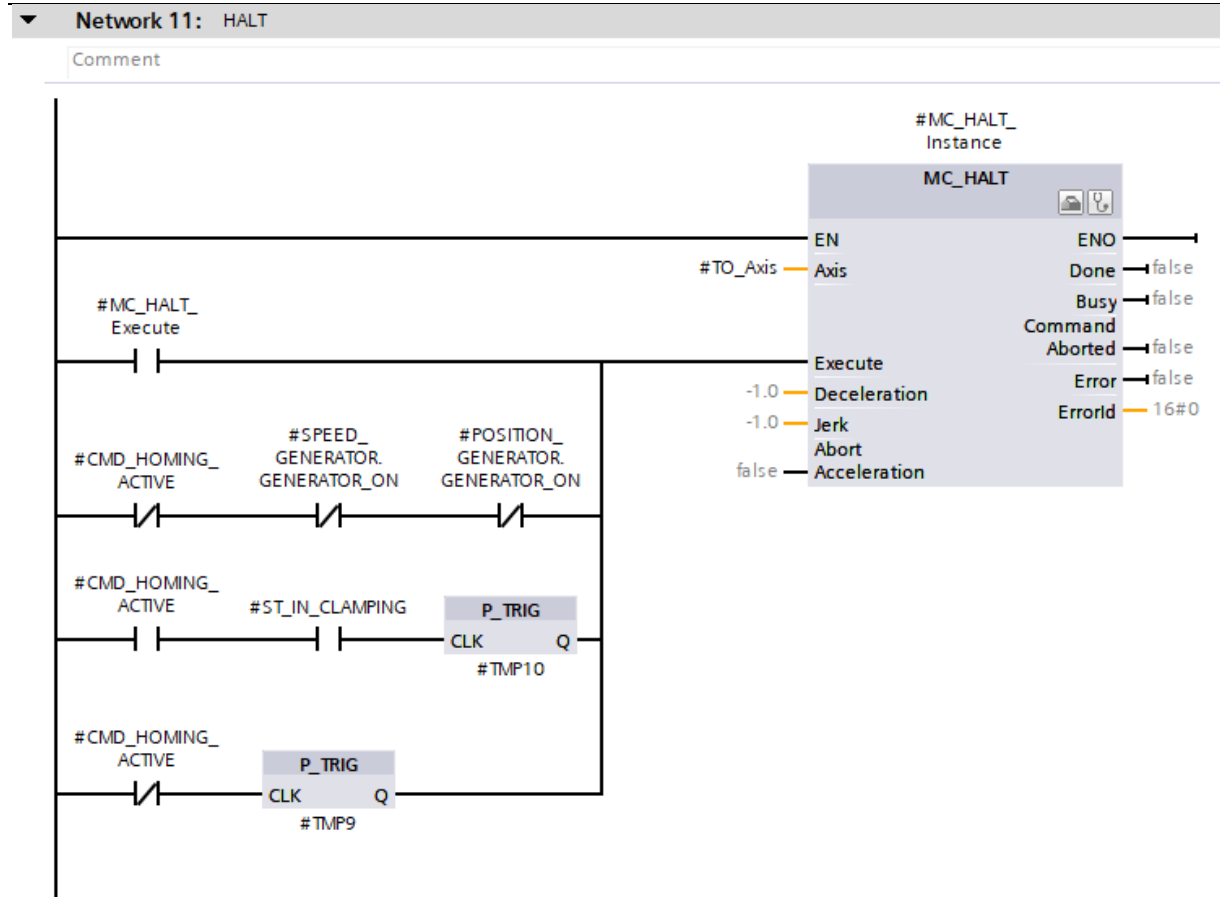 Network 11: HALT
Comment
#MC_HALT_
Instance
MC_HALT
EN
ENO
#TO_Axis
Axis
Done
false
Busy
false
Command
Aborted
false
#MC_HALT_
Execute
Execute
Error
false
-1.0
Deceleration
ErrorId
16#0
-1.0
Jerk
Abort
false
Acceleration
#CMD_HOMING_
ACTIVE
#SPEED_
GENERATOR.
GENERATOR_ON
#POSITION_
GENERATOR.
GENERATOR_ON
#CMD_HOMING_
ACTIVE
#ST_IN_CLAMPING
P_TRIG
CLK
Q
#TMP10
#CMD_HOMING_
ACTIVE
P_TRIG
CLK
Q
#TMP9